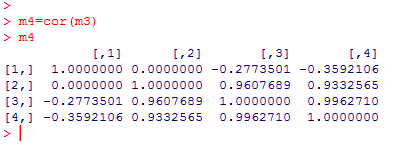 >
> m4=cor(m3)
> m4
[,1] [,2] [,3] [,4]
[1,] 1.0000000 0.0000000 -0.2773501 -0.3592106
[2,] 0.0000000 1.0000000 0.9607689 0.9332565
[3,] -0.2773501 0.9607689 1.0000000 0.9962710
[4,] -0.3592106 0.9332565 0.9962710 1.0000000
>